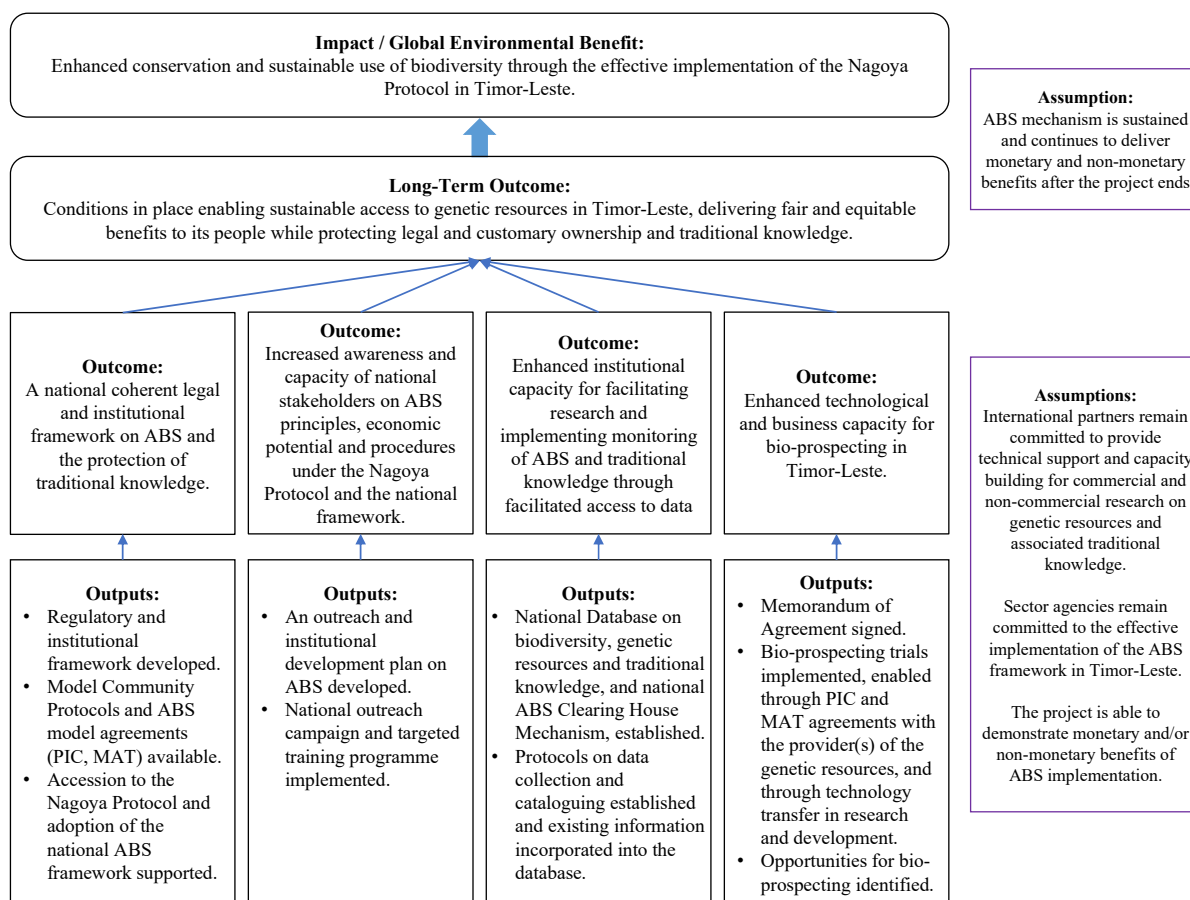 Impact / Global Environmental Benefit:
Enhanced conservation and sustainable use of biodiversity through the effective implementation of the Nagoya
Protocol in Timor-Leste.
Assumption:
ABS mechanism is sustained
and continues to deliver
monetary and non-monetary
benefits after the project ends
Long-Term Outcome:
Conditions in place enabling sustainable access to genetic resources in Timor-Leste, delivering fair and equitable
benefits to its people while protecting legal and customary ownership and traditional knowledge.
Outcome:
A national coherent legal
and institutional
framework on ABS and
the protection of
traditional knowledge.
Outcome:
Increased awareness and
capacity of national
stakeholders on ABS
principles, economic
potential and procedures
under the Nagoya
Protocol and the national
framework.
Outcome:
Enhanced institutional
capacity for facilitating
research and
implementing monitoring
of ABS and traditional
knowledge through
facilitated access to data
Outcome:
Enhanced technological
and business capacity for
bio-prospecting in
Timor-Leste.
Assumptions:
International partners remain
committed to provide
technical support and capacity
building for commercial and
non-commercial research on
genetic resources and
associated traditional
knowledge.
Sector agencies remain
committed to the effective
implementation of the ABS
framework in Timor-Leste.
The project is able to
demonstrate monetary and/or
non-monetary benefits of
ABS implementation.
Outputs:
• Regulatory and
institutional
framework developed.
• Model Community
Protocols and ABS
model agreements
(PIC, MAT) available.
• Accession to the
Nagoya Protocol and
adoption of the
national ABS
framework supported.
Outputs:
• An outreach and
institutional
development plan on
ABS developed.
• National outreach
campaign and targeted
training programme
implemented.
Outputs:
• National Database on
biodiversity, genetic
resources and traditional
knowledge, and national
ABS Clearing House
Mechanism, established.
• Protocols on data
collection and
cataloguing established
and existing information
incorporated into the
database.
Outputs:
• Memorandum of
Agreement signed.
• Bio-prospecting trials
implemented, enabled
through PIC and
MAT agreements with
the provider(s) of the
genetic resources, and
through technology
transfer in research
and development.
• Opportunities for bio-
prospecting identified.